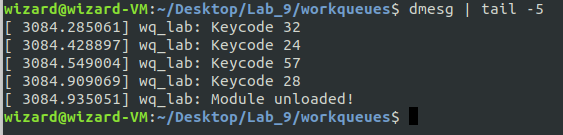 wizard@wizard-VM:~/Desktop/Lab_9/workqueues$ dmesg | tail -5
[ 3084.285061] wq_lab: Keycode 32
[ 3084.428897] wq_lab: Keycode 24
[ 3084.549004] wq_lab: Keycode 57
[ 3084.909069] wq_lab: Keycode 28
[ 3084.935051] wq_lab: Module unloaded!
wizard@wizard-VM:~/Desktop/Lab_9/workqueues$